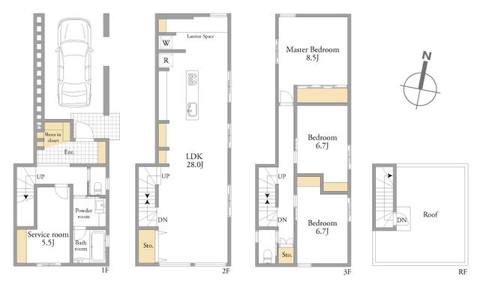 Shoes in
closet
Ent.
UP
Powder
room
Service room
5.5J
Bath
room
1F
Laundry Space
W
R
LDK
28.0J
UP
DN
Sto.
2F
Master Bedroom
8.5J
Bedroom
6.7J
UP
DN
Bedroom
6.7J
Sto.
3F
N
DN
Roof
RF